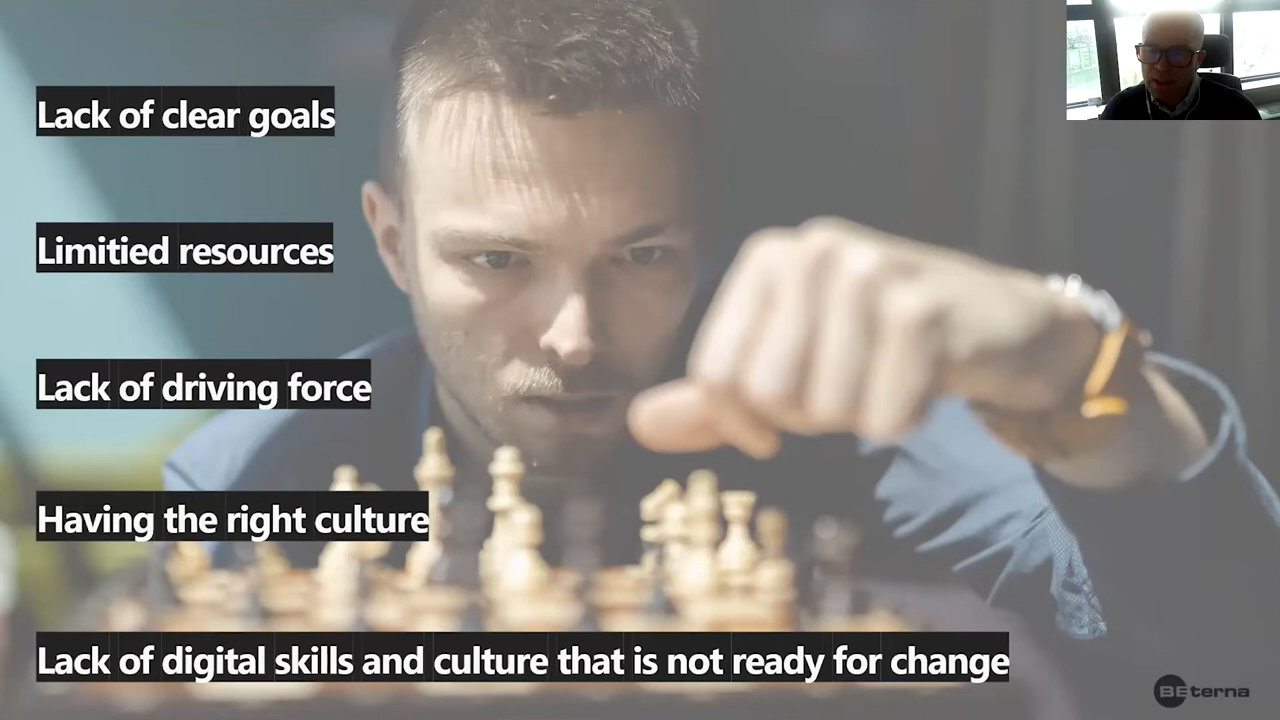 Lack of clear goals
Limitied resources
Lack of driving force
Having the right culture
Lack of digital skills and culture that is not ready for change
BEterna